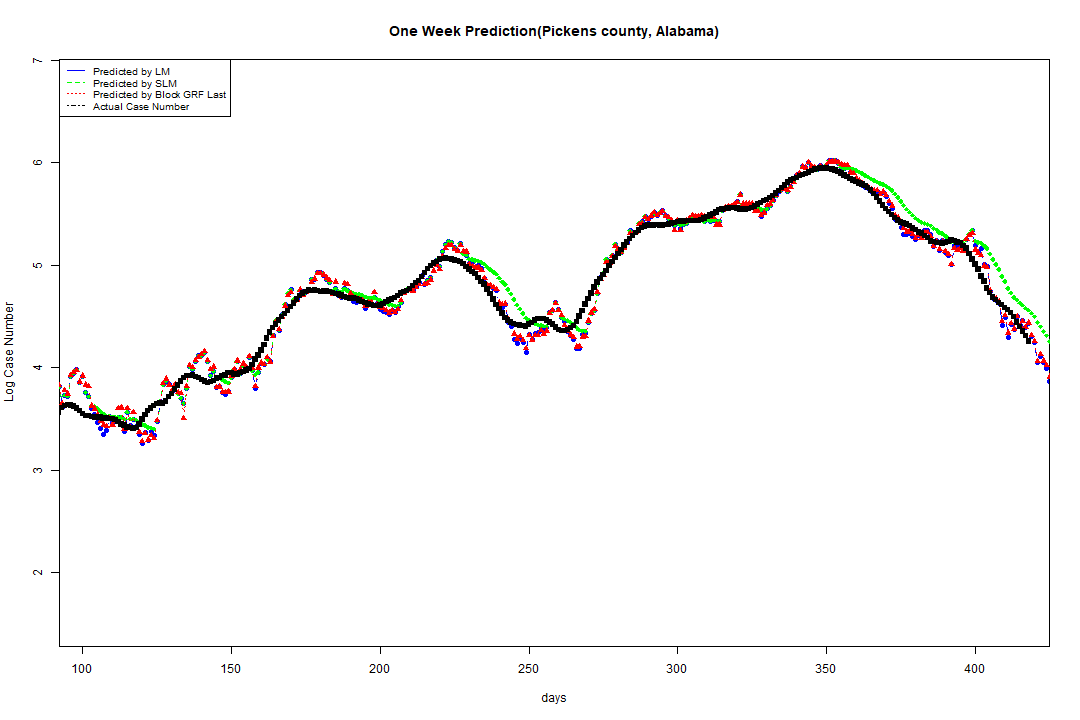 One Week Prediction(Pickens county, Alabama)
Predicted by LM
Predicted by SLM
Predicted by Block GRF Last
Actual Case Number
Log Case Number
7
6
5
4
3
2
100 150 200 250 300 350 400
days